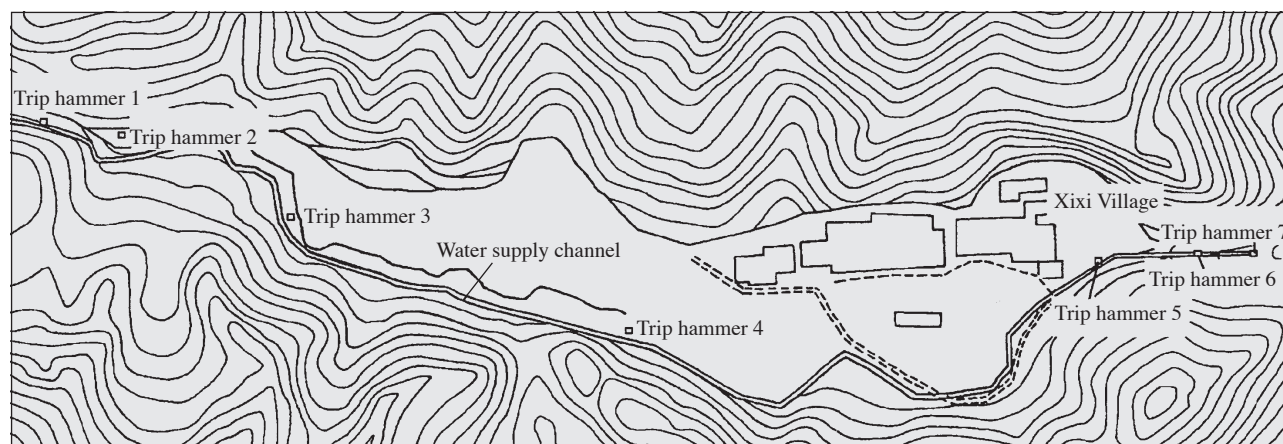 Trip hammer 1
Trip hammer 2
Trip hammer 3
Water supply channel
Trip hammer 4
Xixi Village
Trip hammer 7
Trip hammer 6
Trip hammer 5